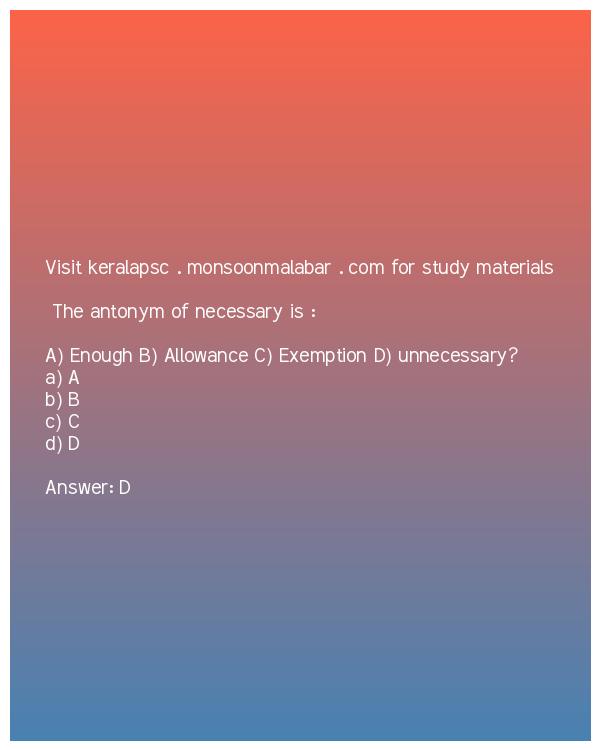 Visit keralapsc . monsoonmalabar . com for study materials
The antonym of necessary is :
A) Enough B) Allowance C) Exemption D) unnecessary?
a) A
b) B
c) C
d) D
Answer: D